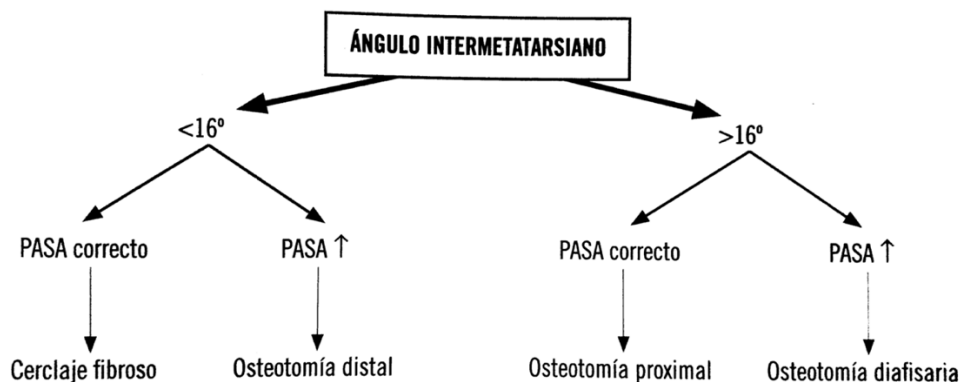 ÁNGULO INTERMETATARSIANO
<16º
>16º
PASA correcto
PASA ↑
PASA correcto
PASA ↑
Cerclaje fibroso
Osteotomía distal
Osteotomía proximal
Osteotomía diafisaria